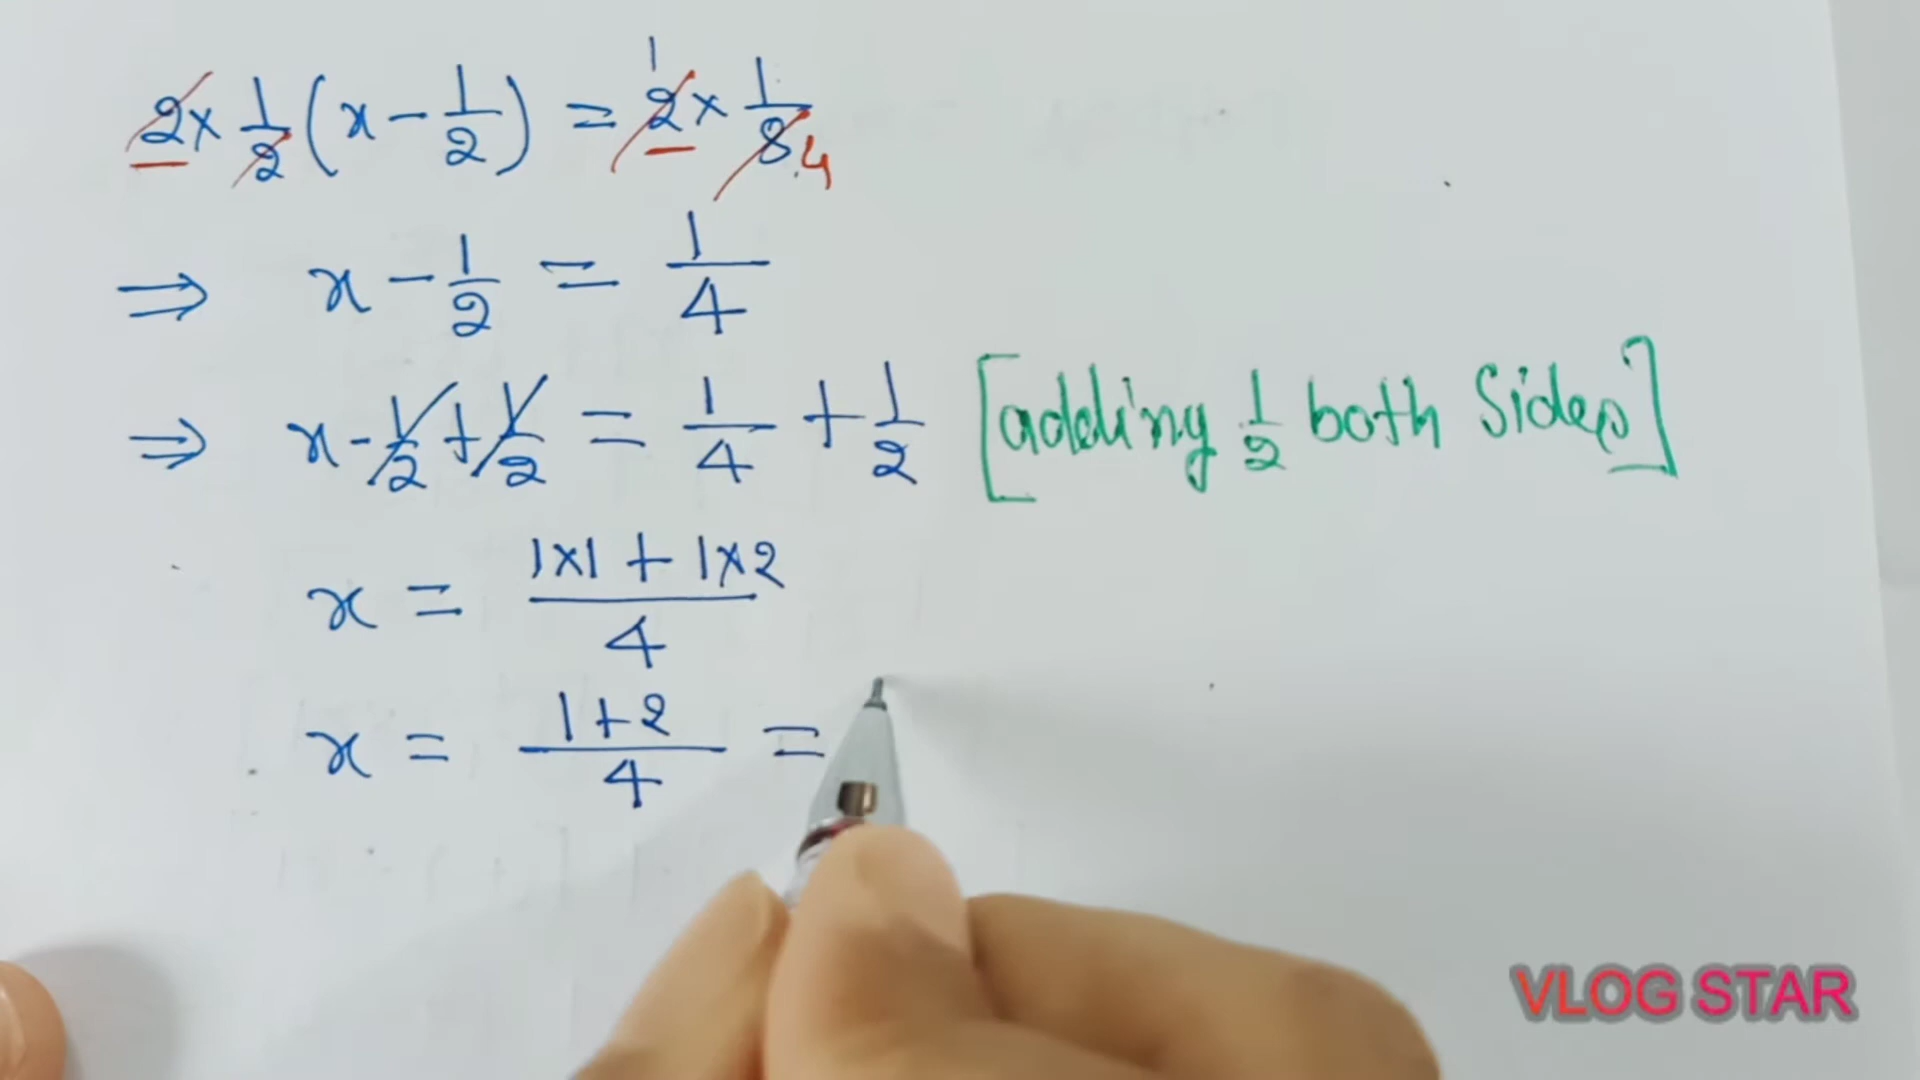 2 × 1/2 (x - 1/2) = 2 × 1/8 1 4
⇒ x - 1/2 = 1/4
⇒ x - 1/2 + 1/2 = 1/4 + 1/2 [adding 1/2 both Sides]
x = (1×1 + 1×2)/4
x = (1+2)/4 =
VLOG STAR